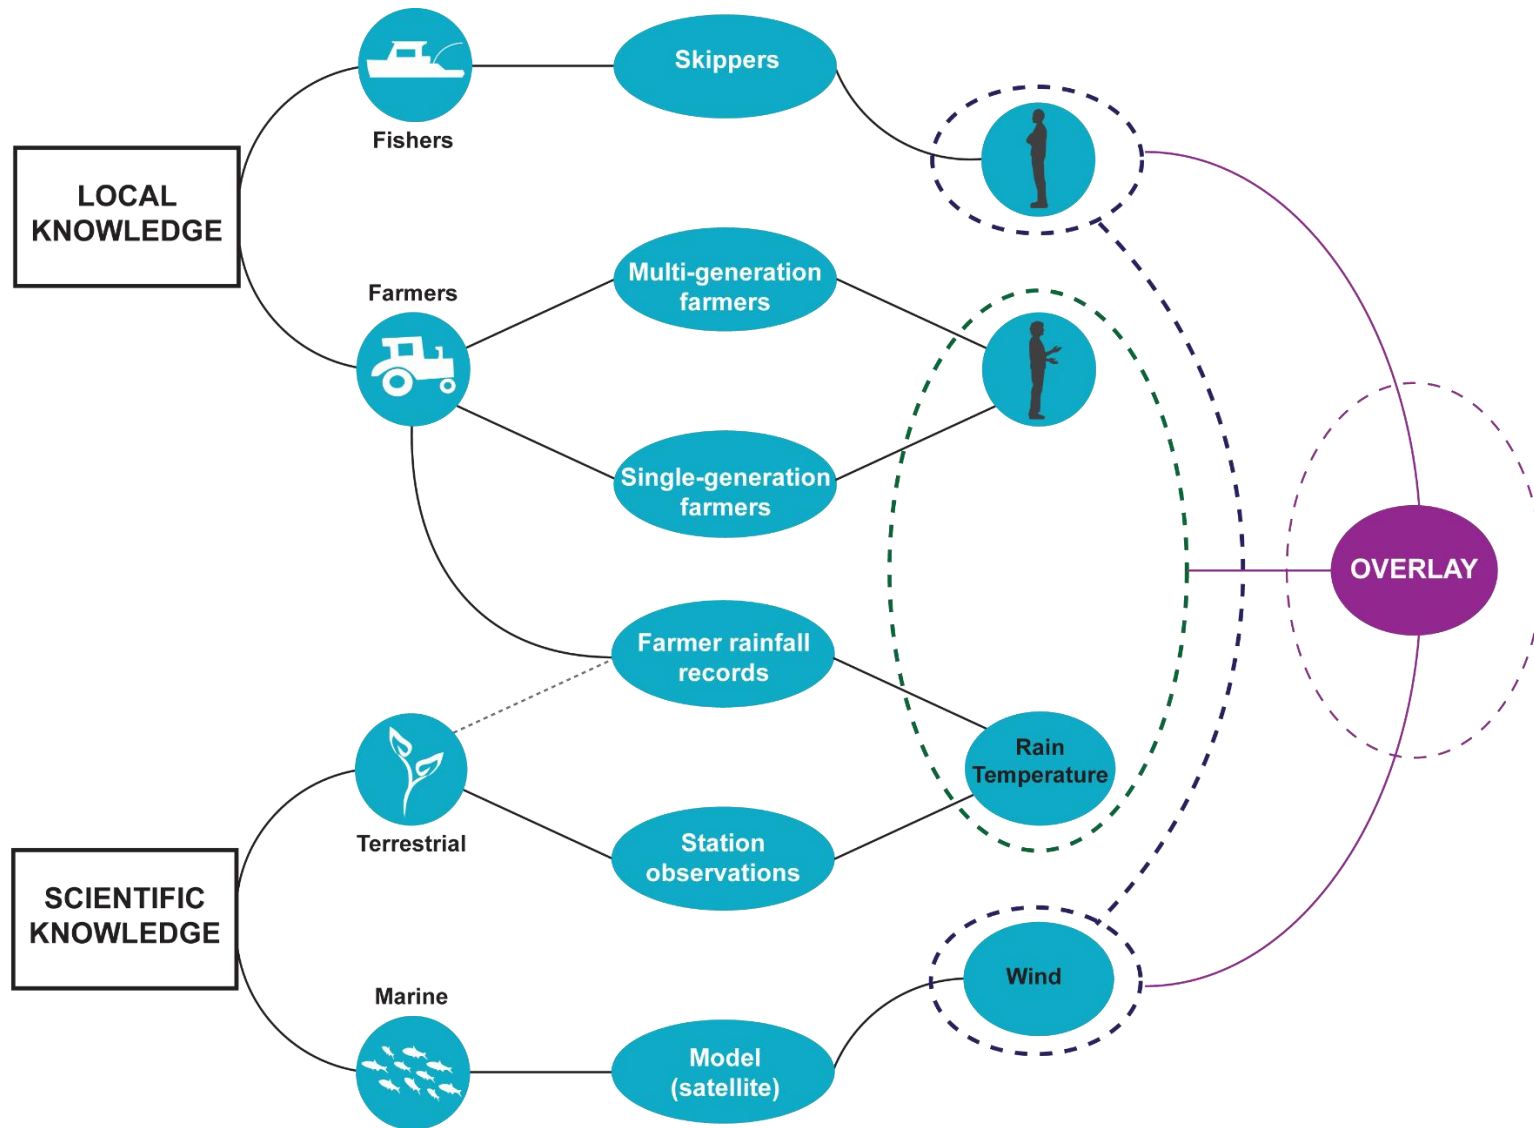 Skippers
Fishers
LOCAL
KNOWLEDGE
Farmers
Multi-generation
farmers
Single-generation
farmers
OVERLAY
Farmer rainfall
records
Rain
Temperature
Terrestrial
Station
observations
SCIENTIFIC
KNOWLEDGE
Marine
Wind
Model
(satellite)